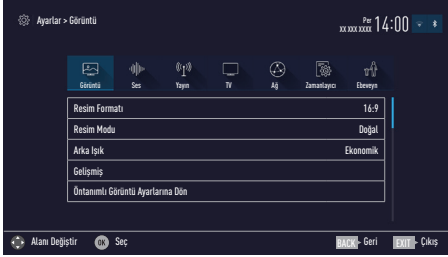 Ayarlar > Görüntü
Per
xx xxx xxxx 14:00
Görüntü Ses Yayın TV Ağ Zamanlayıcı Ebeveyn
Resim Formatı 16:9
Resim Modu Doğal
Arka Işık Ekonomik
Gelişmiş
Öntanımlı Görüntü Ayarlarına Dön
Alanı Değiştir OK Seç BACK Geri EXIT Çıkış